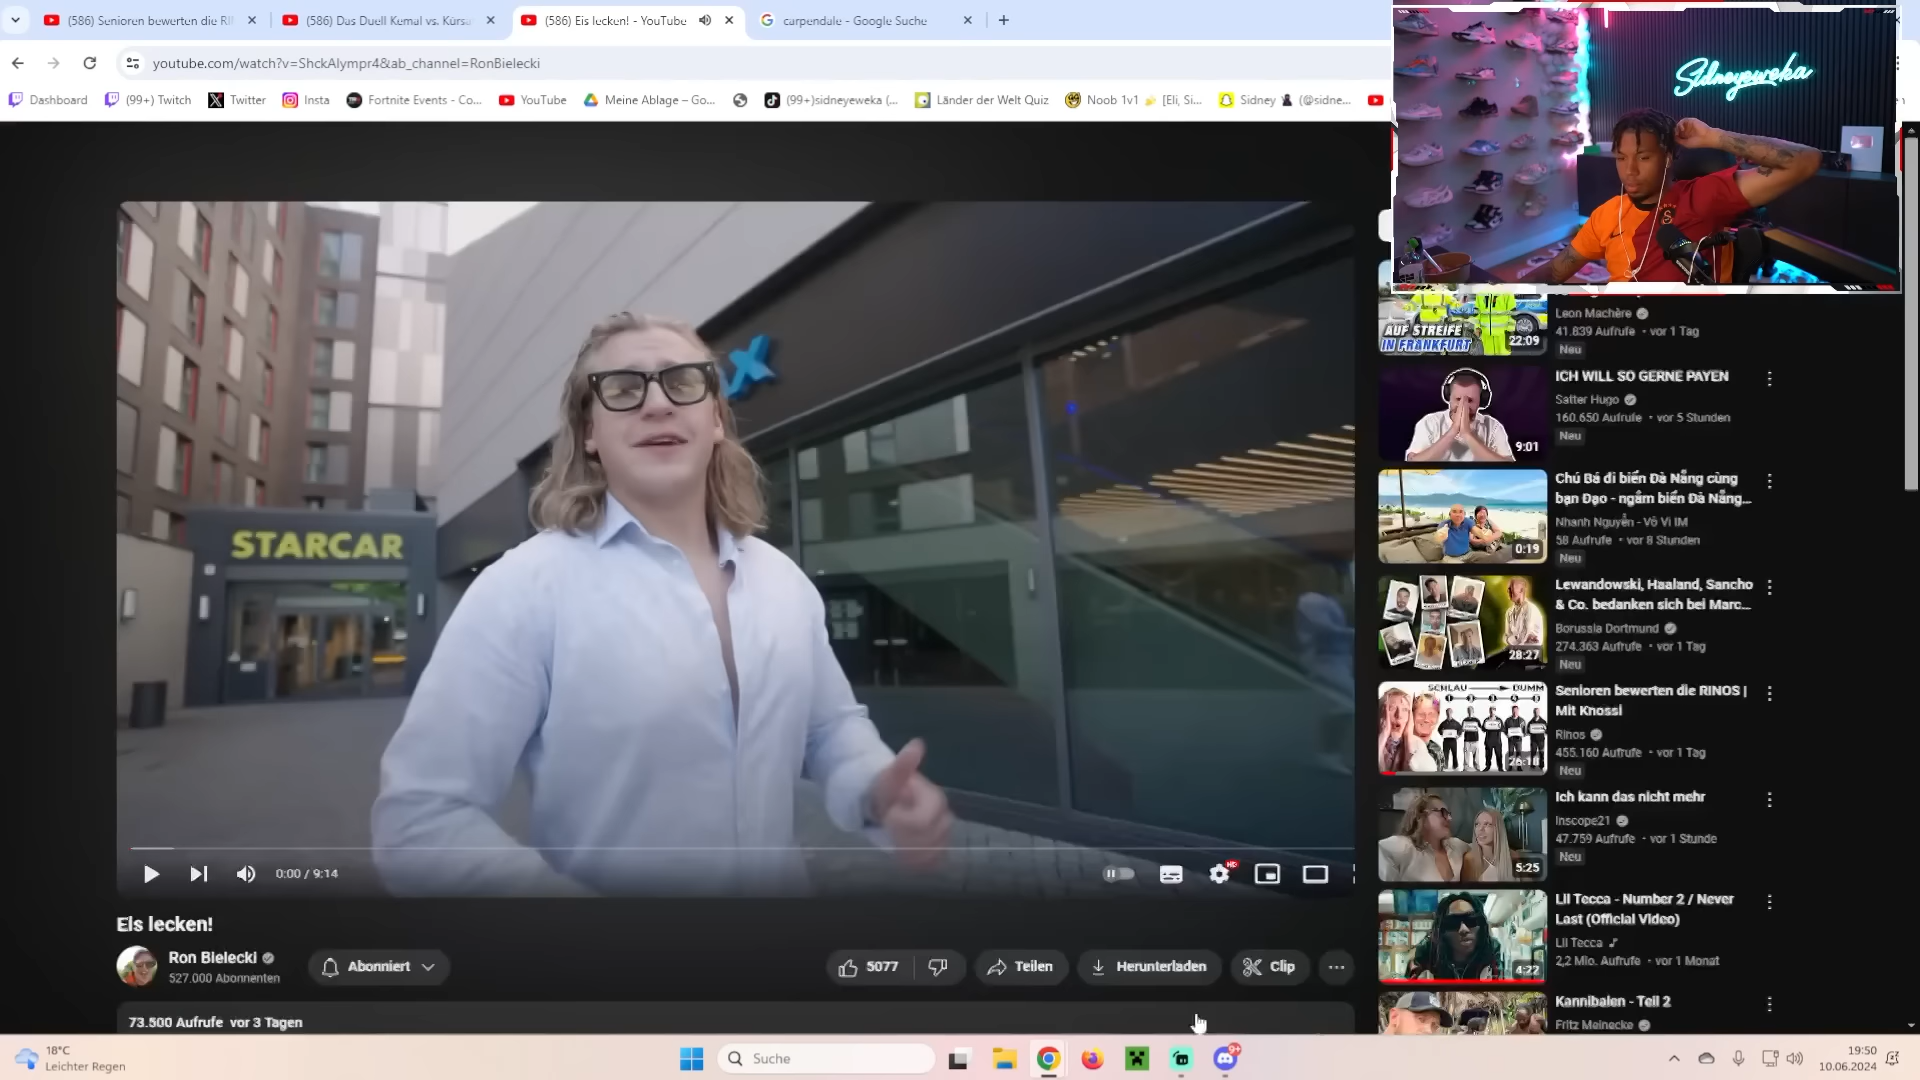 (586) Senioren bewerten die RI
(586) Das Duell Kemal vs. Kürsa
(586) Eis lecken! - YouTube
carpendale - Google Suche
youtube.com/watch?v=ShckAlympr4&ab_channel=RonBielecki
Dashboard
(99+) Twitch
Twitter
Insta
Fortnite Events - Co...
YouTube
Meine Ablage – Go...
(99+)sidneyeweka (...
Länder der Welt Quiz
Noob 1v1 [Eli, Si...
Sidney (@sidne...
Sidneyeweka
STARCAR
0:00 / 9:14
HD
Eis lecken!
Ron Bielecki
527.000 Abonnenten
Abonniert
5077
Teilen
Herunterladen
Clip
73.500 Aufrufe vor 3 Tagen
AUF STREIFE
IN FRANKFURT
22:09
Leon Machère
41.839 Aufrufe • vor 1 Tag
Neu
9:01
ICH WILL SO GERNE PAYEN
Satter Hugo
160.650 Aufrufe • vor 5 Stunden
Neu
0:19
Chú Bá đi biển Đà Nẵng cùng
bạn Đạo - ngắm biển Đà Nẵng...
Nhanh Nguyễn - Vô Vi IM
58 Aufrufe • vor 8 Stunden
Neu
28:27
Lewandowski, Haaland, Sancho
& Co. bedanken sich bei Marc...
Borussia Dortmund
274.363 Aufrufe • vor 1 Tag
Neu
SCHLAU DUMM
26:18
Senioren bewerten die RINOS |
Mit Knossi
Rinos
455.160 Aufrufe • vor 1 Tag
Neu
5:25
Ich kann das nicht mehr
Inscope21
47.759 Aufrufe • vor 1 Stunde
Neu
4:22
Lil Tecca - Number 2 / Never
Last (Official Video)
Lil Tecca
2,2 Mio. Aufrufe • vor 1 Monat
Kannibalen - Teil 2
Fritz Meinecke
18°C
Leichter Regen
Suche
9+
19:50
10.06.2024